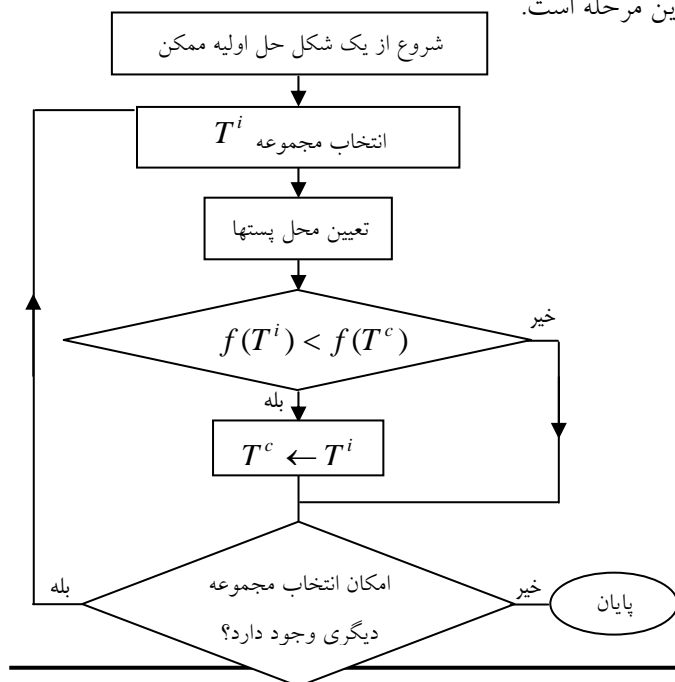 ین مرحله است.
شروع از یک شکل حل اولیه ممکن
انتخاب مجموعه T^i
تعیین محل پستها
f(T^i) < f(T^c)
خیر
بله
T^c ← T^i
امکان انتخاب مجموعه
دیگری وجود دارد؟
بله
خیر
پایان